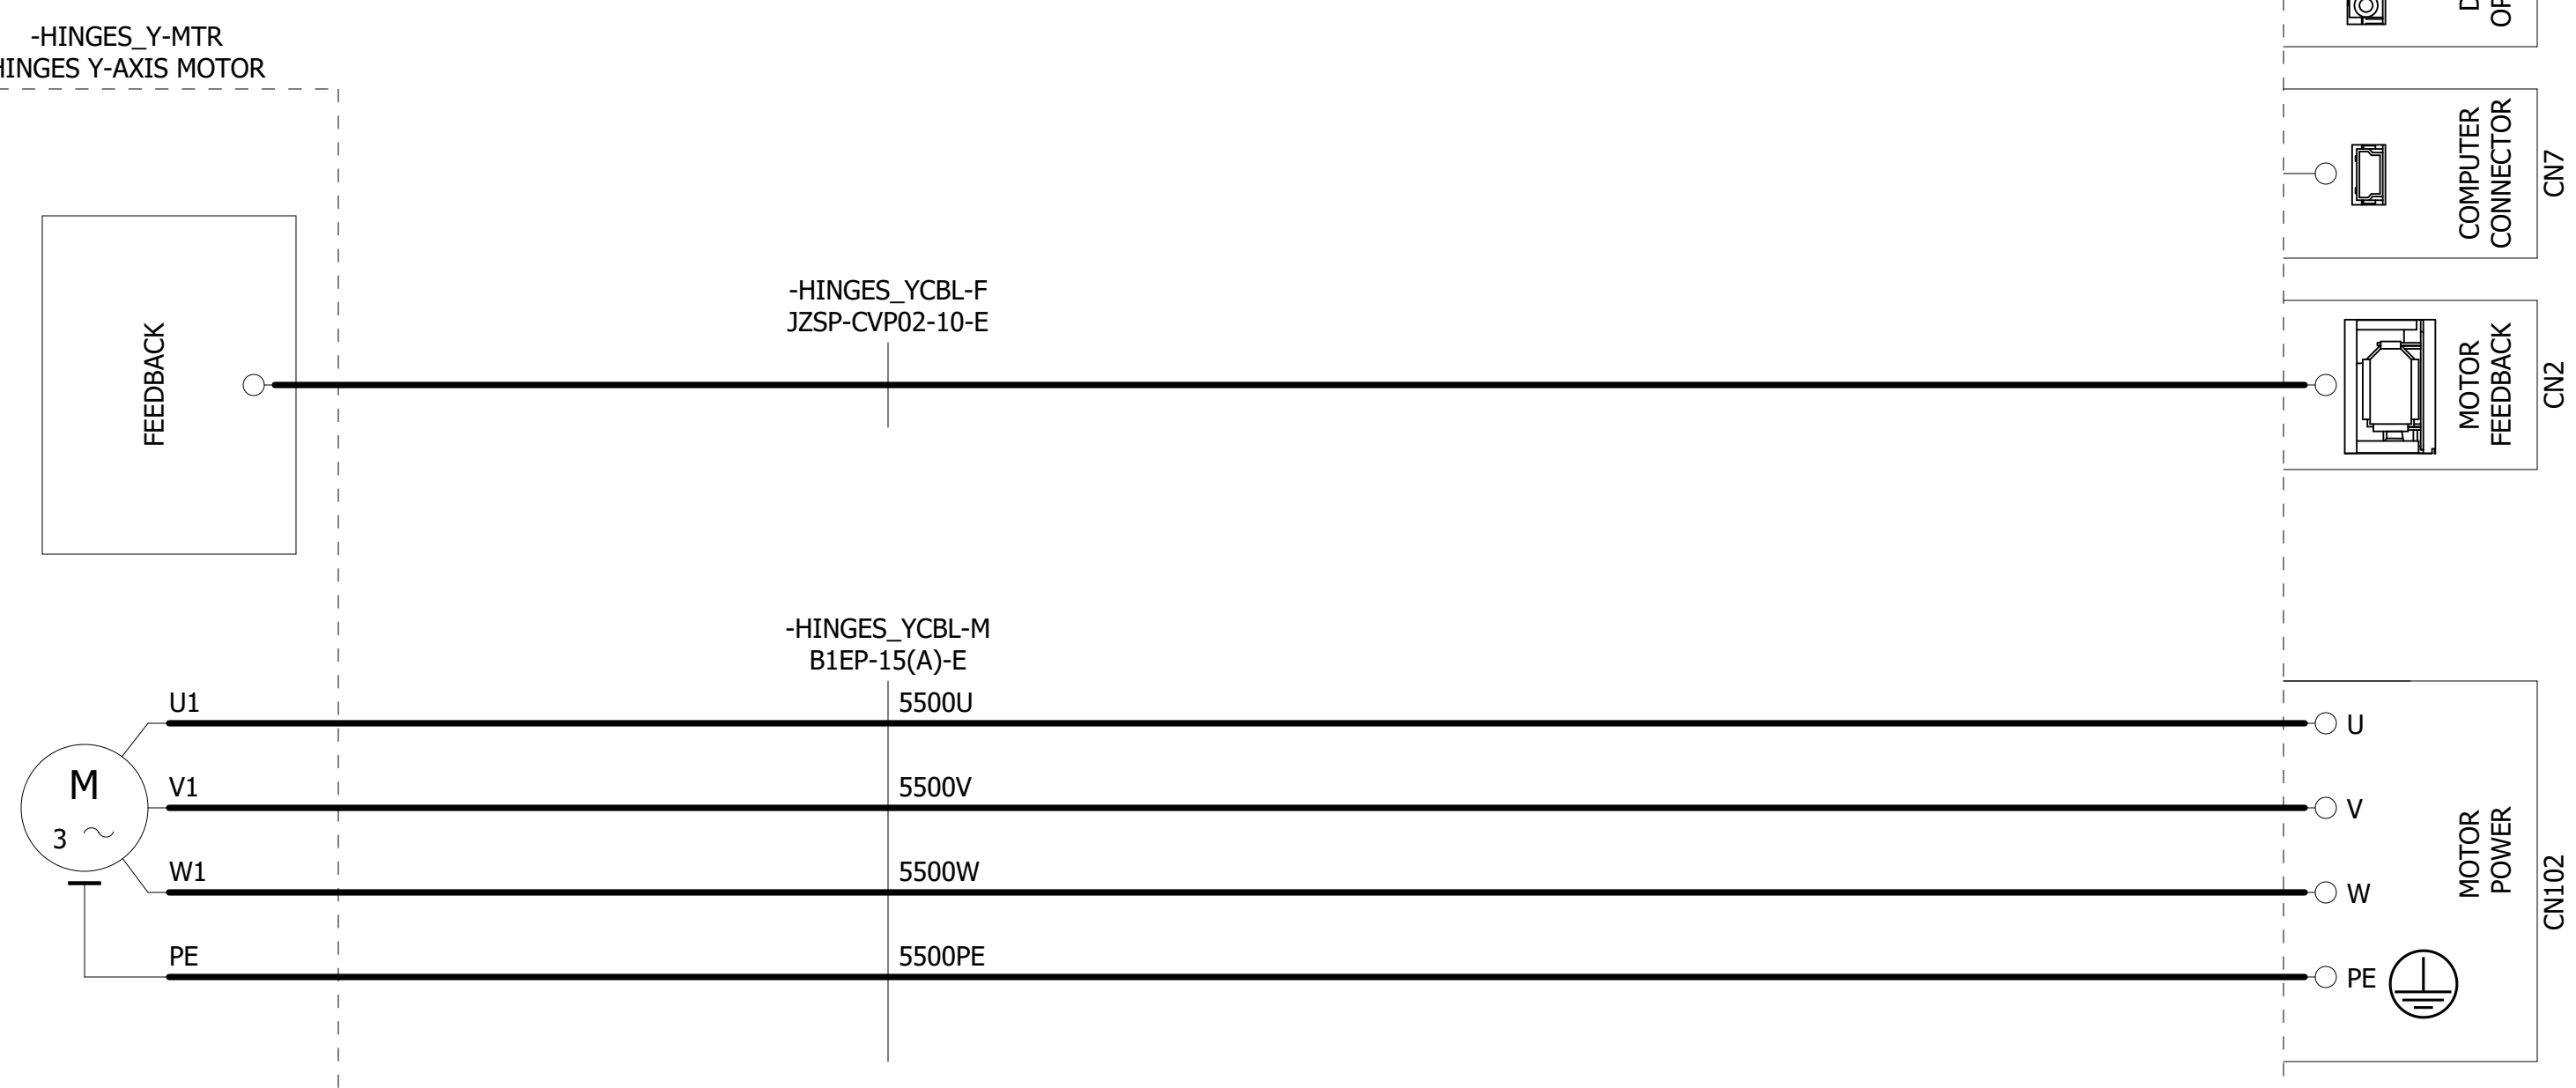 -HINGES_Y-MTR
HINGES Y-AXIS MOTOR
COMPUTER
CONNECTOR
CN7
FEEDBACK
-HINGES_YCBL-F
JZSP-CVP02-10-E
MOTOR
FEEDBACK
CN2
-HINGES_YCBL-M
B1EP-15(A)-E
U1
5500U
U
M
3
V1
5500V
V
W1
5500W
W
MOTOR
POWER
CN102
PE
5500PE
PE